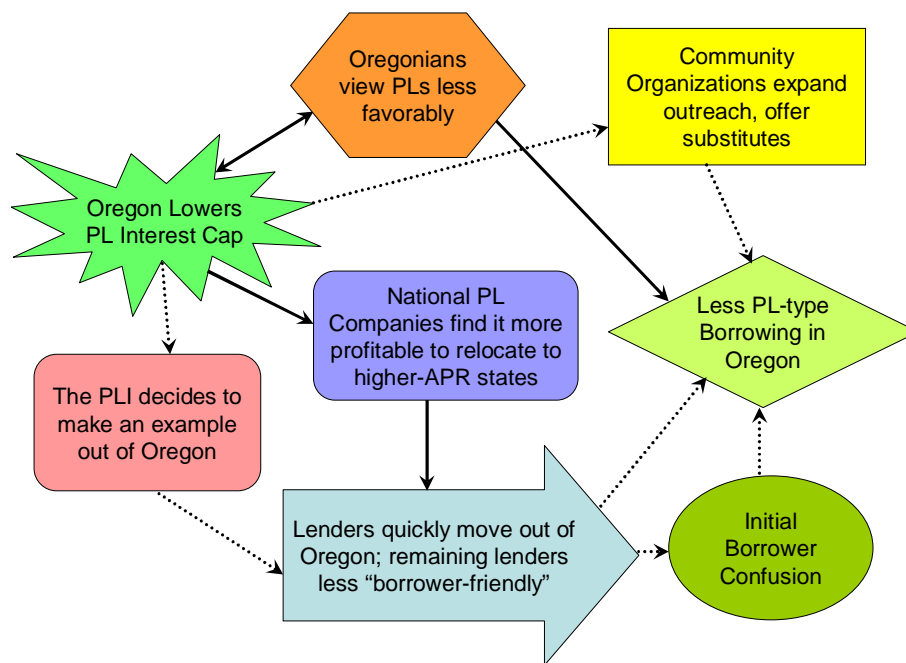 Oregonians
view PLs less
favorably
Community
Organizations expand
outreach, offer
substitutes
Oregon Lowers
PL Interest Cap
National PL
Companies find it more
profitable to relocate to
higher-APR states
Less PL-type
Borrowing in
Oregon
The PLI decides to
make an example
out of Oregon
Lenders quickly move out of
Oregon; remaining lenders
less “borrower-friendly”
Initial
Borrower
Confusion